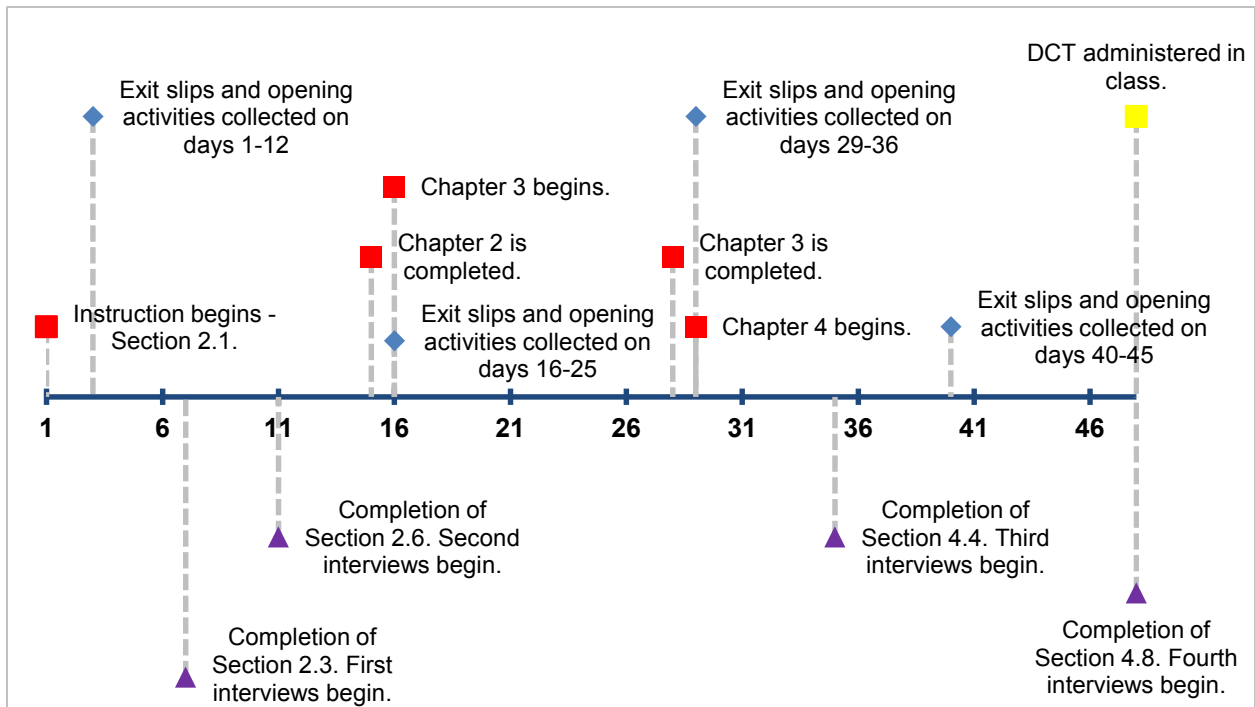 DCT administered in
class.
Exit slips and opening
activities collected on
days 1-12
Exit slips and opening
activities collected on
days 29-36
Chapter 3 begins.
Chapter 2 is
completed.
Chapter 3 is
completed.
Instruction begins -
Section 2.1.
Exit slips and opening
activities collected on
days 16-25
Chapter 4 begins.
Exit slips and opening
activities collected on
days 40-45
1 6 11 16 21 26 31 36 41 46
Completion of
Section 2.6. Second
interviews begin.
Completion of
Section 4.4. Third
interviews begin.
Completion of
Section 2.3. First
interviews begin.
Completion of
Section 4.8. Fourth
interviews begin.